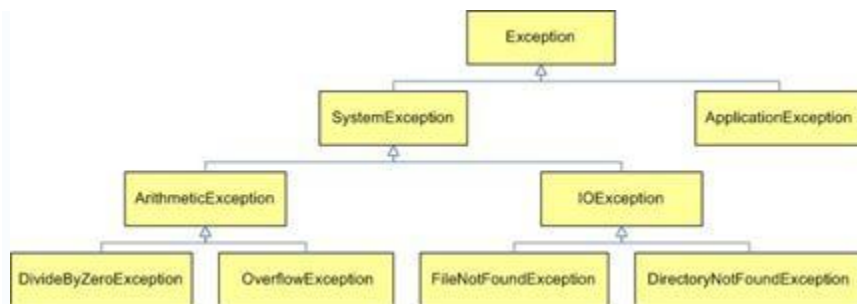 Exception
SystemException
ApplicationException
ArithmeticException
IOException
DivideByZeroException
OverflowException
FileNotFoundException
DirectoryNotFoundException